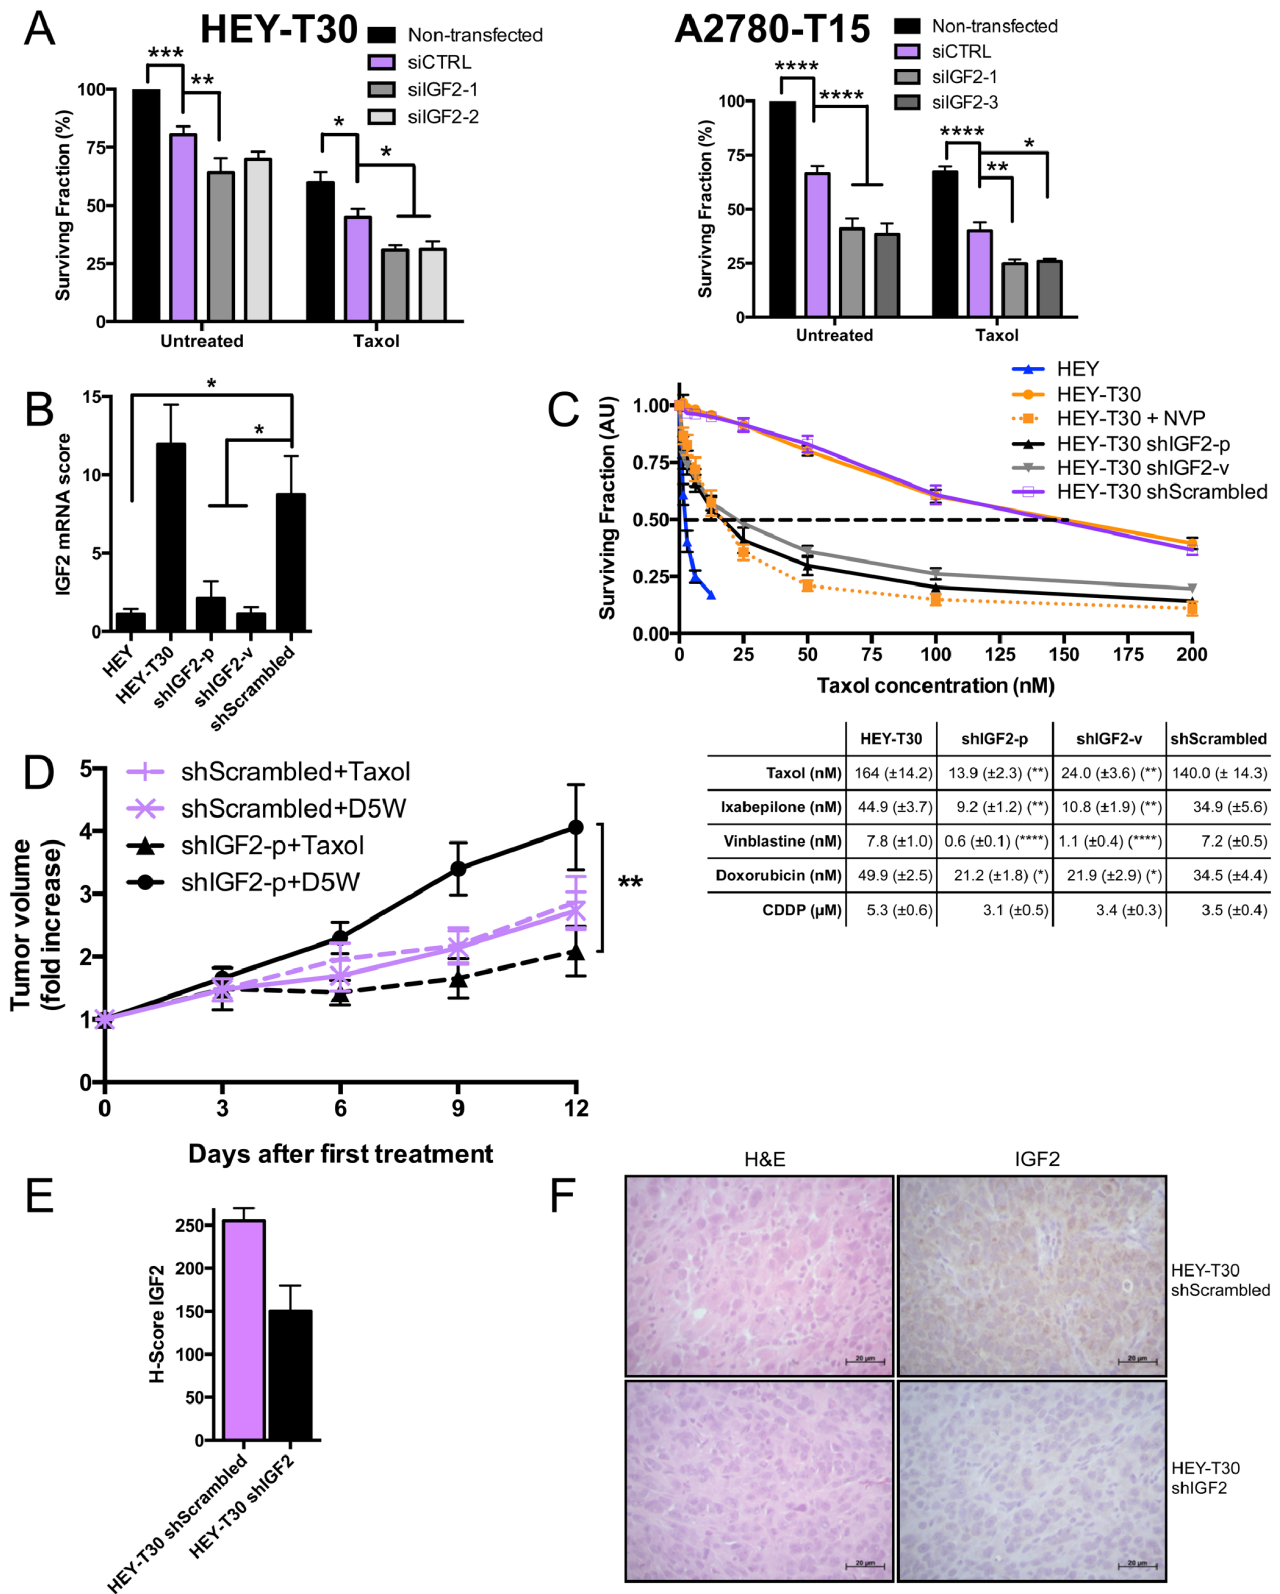 A
HEY-T30
Non-transfected
siCTRL
siIGF2-1
siIGF2-2
***
**
*
*
Survivng Fraction (%)
100
75
50
25
0
Untreated
Taxol
A2780-T15
Non-transfected
siCTRL
siIGF2-1
siIGF2-3
****
****
****
*
**
Survivng Fraction (%)
100
75
50
25
0
Untreated
Taxol
B
IGF2 mRNA score
15
10
5
0
*
*
HEY
HEY-T30
shIGF2-p
shIGF2-v
shScrambled
C
HEY
HEY-T30
HEY-T30 + NVP
HEY-T30 shIGF2-p
HEY-T30 shIGF2-v
HEY-T30 shScrambled
Surviving Fraction (AU)
1.00
0.75
0.50
0.25
0.00
0 25 50 75 100 125 150 175 200
Taxol concentration (nM)
HEY-T30 shIGF2-p shIGF2-v shScrambled
Taxol (nM) 164 (±14.2) 13.9 (±2.3) (**) 24.0 (±3.6) (**) 140.0 (± 14.3)
Ixabepilone (nM) 44.9 (±3.7) 9.2 (±1.2) (**) 10.8 (±1.9) (**) 34.9 (±5.6)
Vinblastine (nM) 7.8 (±1.0) 0.6 (±0.1) (****) 1.1 (±0.4) (****) 7.2 (±0.5)
Doxorubicin (nM) 49.9 (±2.5) 21.2 (±1.8) (*) 21.9 (±2.9) (*) 34.5 (±4.4)
CDDP (µM) 5.3 (±0.6) 3.1 (±0.5) 3.4 (±0.3) 3.5 (±0.4)
D
shScrambled+Taxol
shScrambled+D5W
shIGF2-p+Taxol
shIGF2-p+D5W
Tumor volume
(fold increase)
5
4
3
2
1
0
**
0 3 6 9 12
Days after first treatment
E
H-Score IGF2
250
200
150
100
50
0
HEY-T30 shScrambled
HEY-T30 shIGF2
F
H&E
IGF2
HEY-T30
shScrambled
20 µm
20 µm
HEY-T30
shIGF2
20 µm
20 µm